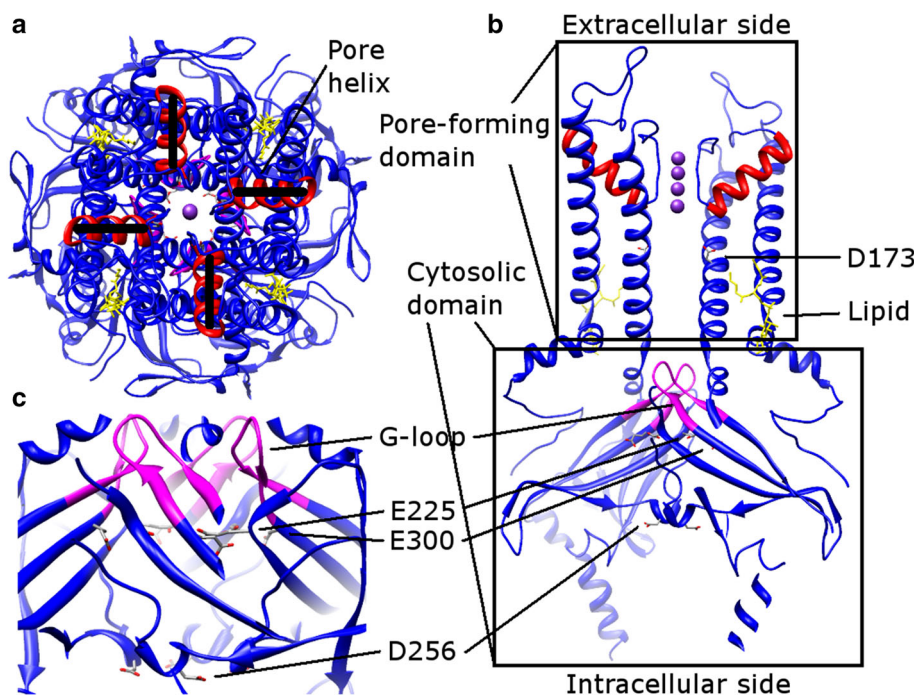 a
Pore
helix
b
Extracellular side
Pore-forming
domain
Cytosolic
domain
D173
Lipid
c
G-loop
E225
E300
D256
Intracellular side